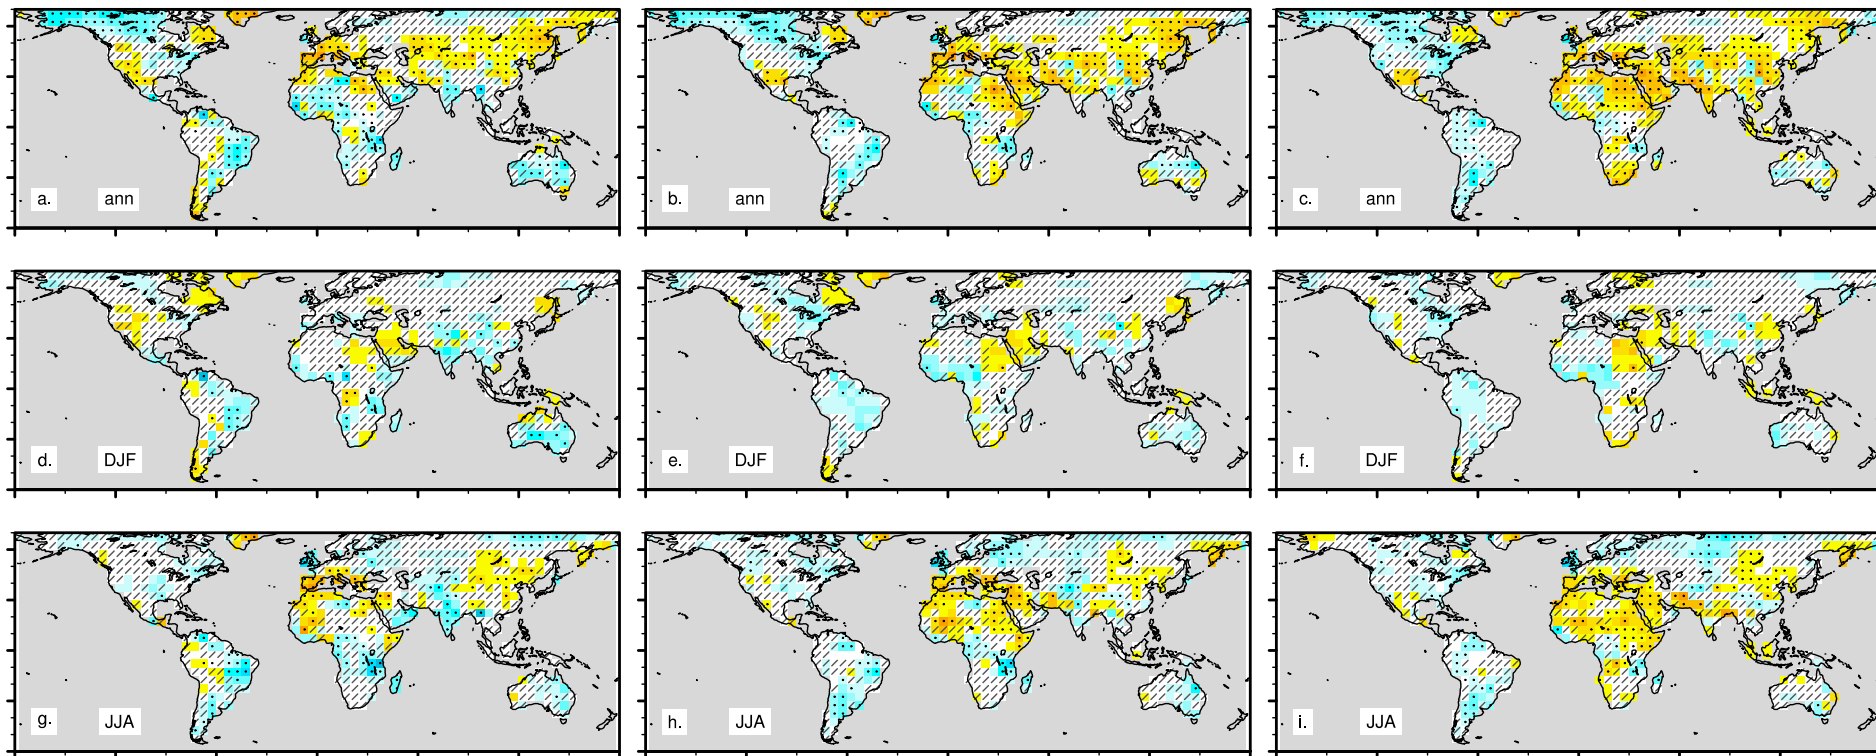 a. ann
b. ann
c. ann
d. DJF
e. DJF
f. DJF
g. JJA
h. JJA
i. JJA